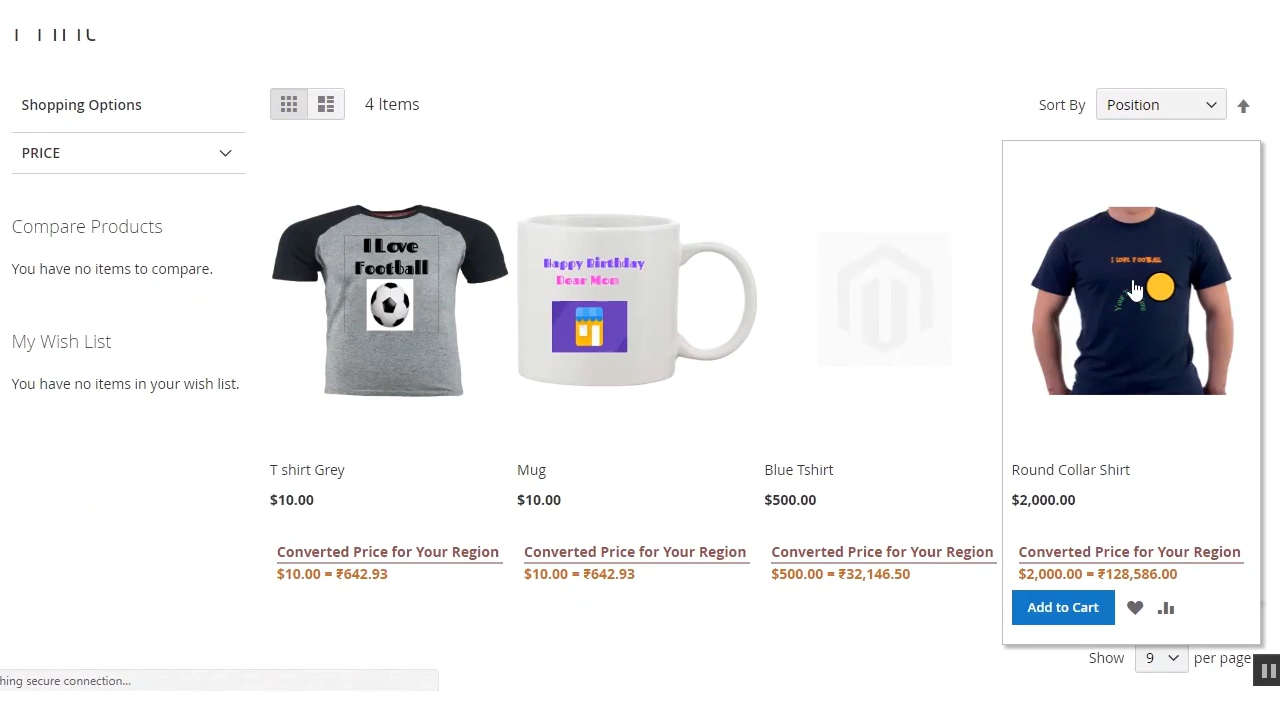 Shopping Options
4 Items
Sort By
Position
PRICE
Compare Products
You have no items to compare.
My Wish List
You have no items in your wish list.
I Love
Football
Happy Birthday
Dear Mom
I LOVE FOOTBALL
T shirt Grey
$10.00
Converted Price for Your Region
$10.00 = ₹642.93
Mug
$10.00
Converted Price for Your Region
$10.00 = ₹642.93
Blue Tshirt
$500.00
Converted Price for Your Region
$500.00 = ₹32,146.50
Round Collar Shirt
$2,000.00
Converted Price for Your Region
$2,000.00 = ₹128,586.00
Add to Cart
Show 9 per page
hing secure connection...